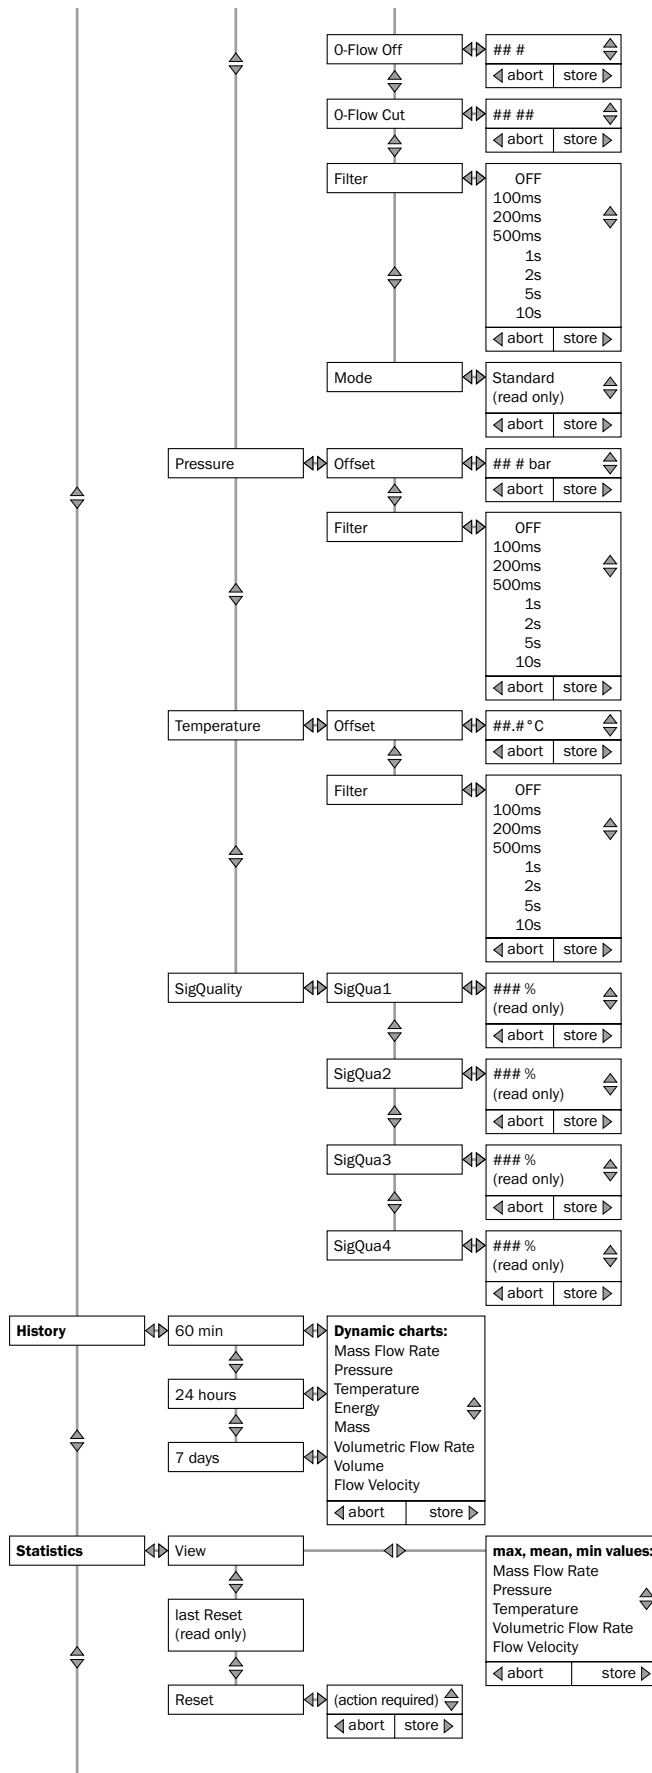 0-Flow Off
## #
abort store
0-Flow Cut
## ##
abort store
Filter
OFF
100ms
200ms
500ms
1s
2s
5s
10s
abort store
Mode
Standard
(read only)
abort store
Pressure
Offset
## # bar
abort store
Filter
OFF
100ms
200ms
500ms
1s
2s
5s
10s
abort store
Temperature
Offset
##.#°C
abort store
Filter
OFF
100ms
200ms
500ms
1s
2s
5s
10s
abort store
SigQuality
SigQua1
### %
(read only)
abort store
SigQua2
### %
(read only)
abort store
SigQua3
### %
(read only)
abort store
SigQua4
### %
(read only)
abort store
History
60 min
24 hours
7 days
Dynamic charts:
Mass Flow Rate
Pressure
Temperature
Energy
Mass
Volumetric Flow Rate
Volume
Flow Velocity
abort store
Statistics
View
max, mean, min values:
Mass Flow Rate
Pressure
Temperature
Volumetric Flow Rate
Flow Velocity
abort store
last Reset
(read only)
Reset
(action required)
abort store